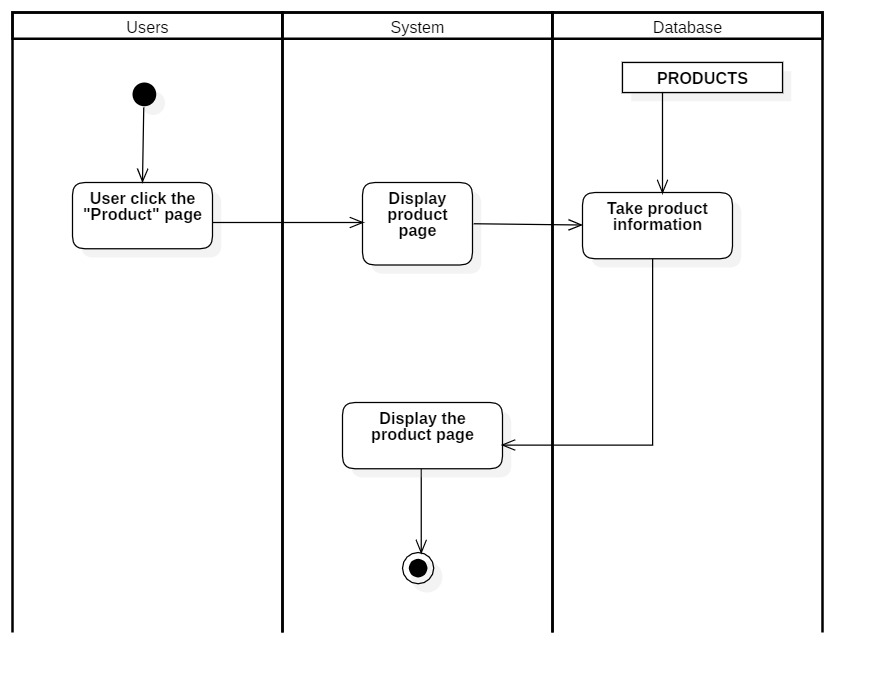 Users
System
Database
PRODUCTS
User click the
"Product" page
Display
product
page
Take product
information
Display the
product page